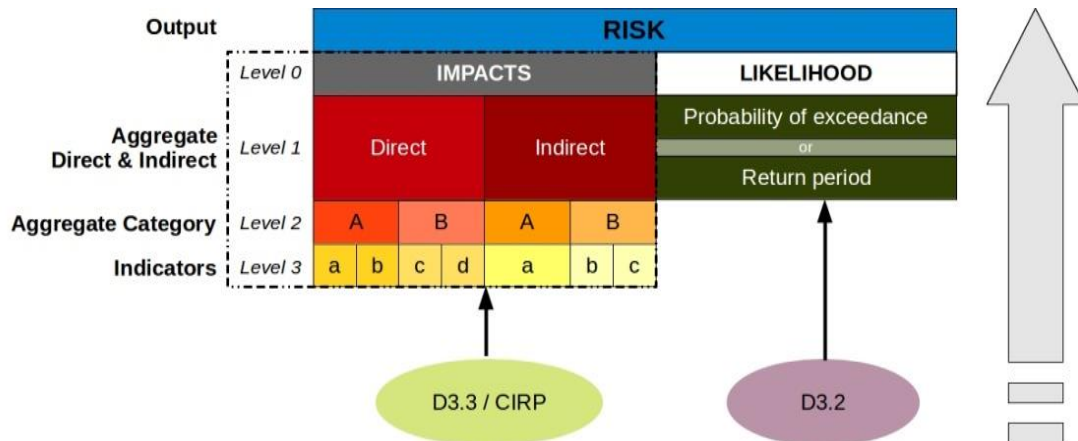 Output
RISK
Level 0
IMPACTS
LIKELIHOOD
Aggregate
Direct & Indirect
Level 1
Direct
Indirect
Probability of exceedance
or
Return period
Aggregate Category
Level 2
A
B
A
B
Indicators
Level 3
a
b
c
d
a
b
c
D3.3 / CIRP
D3.2